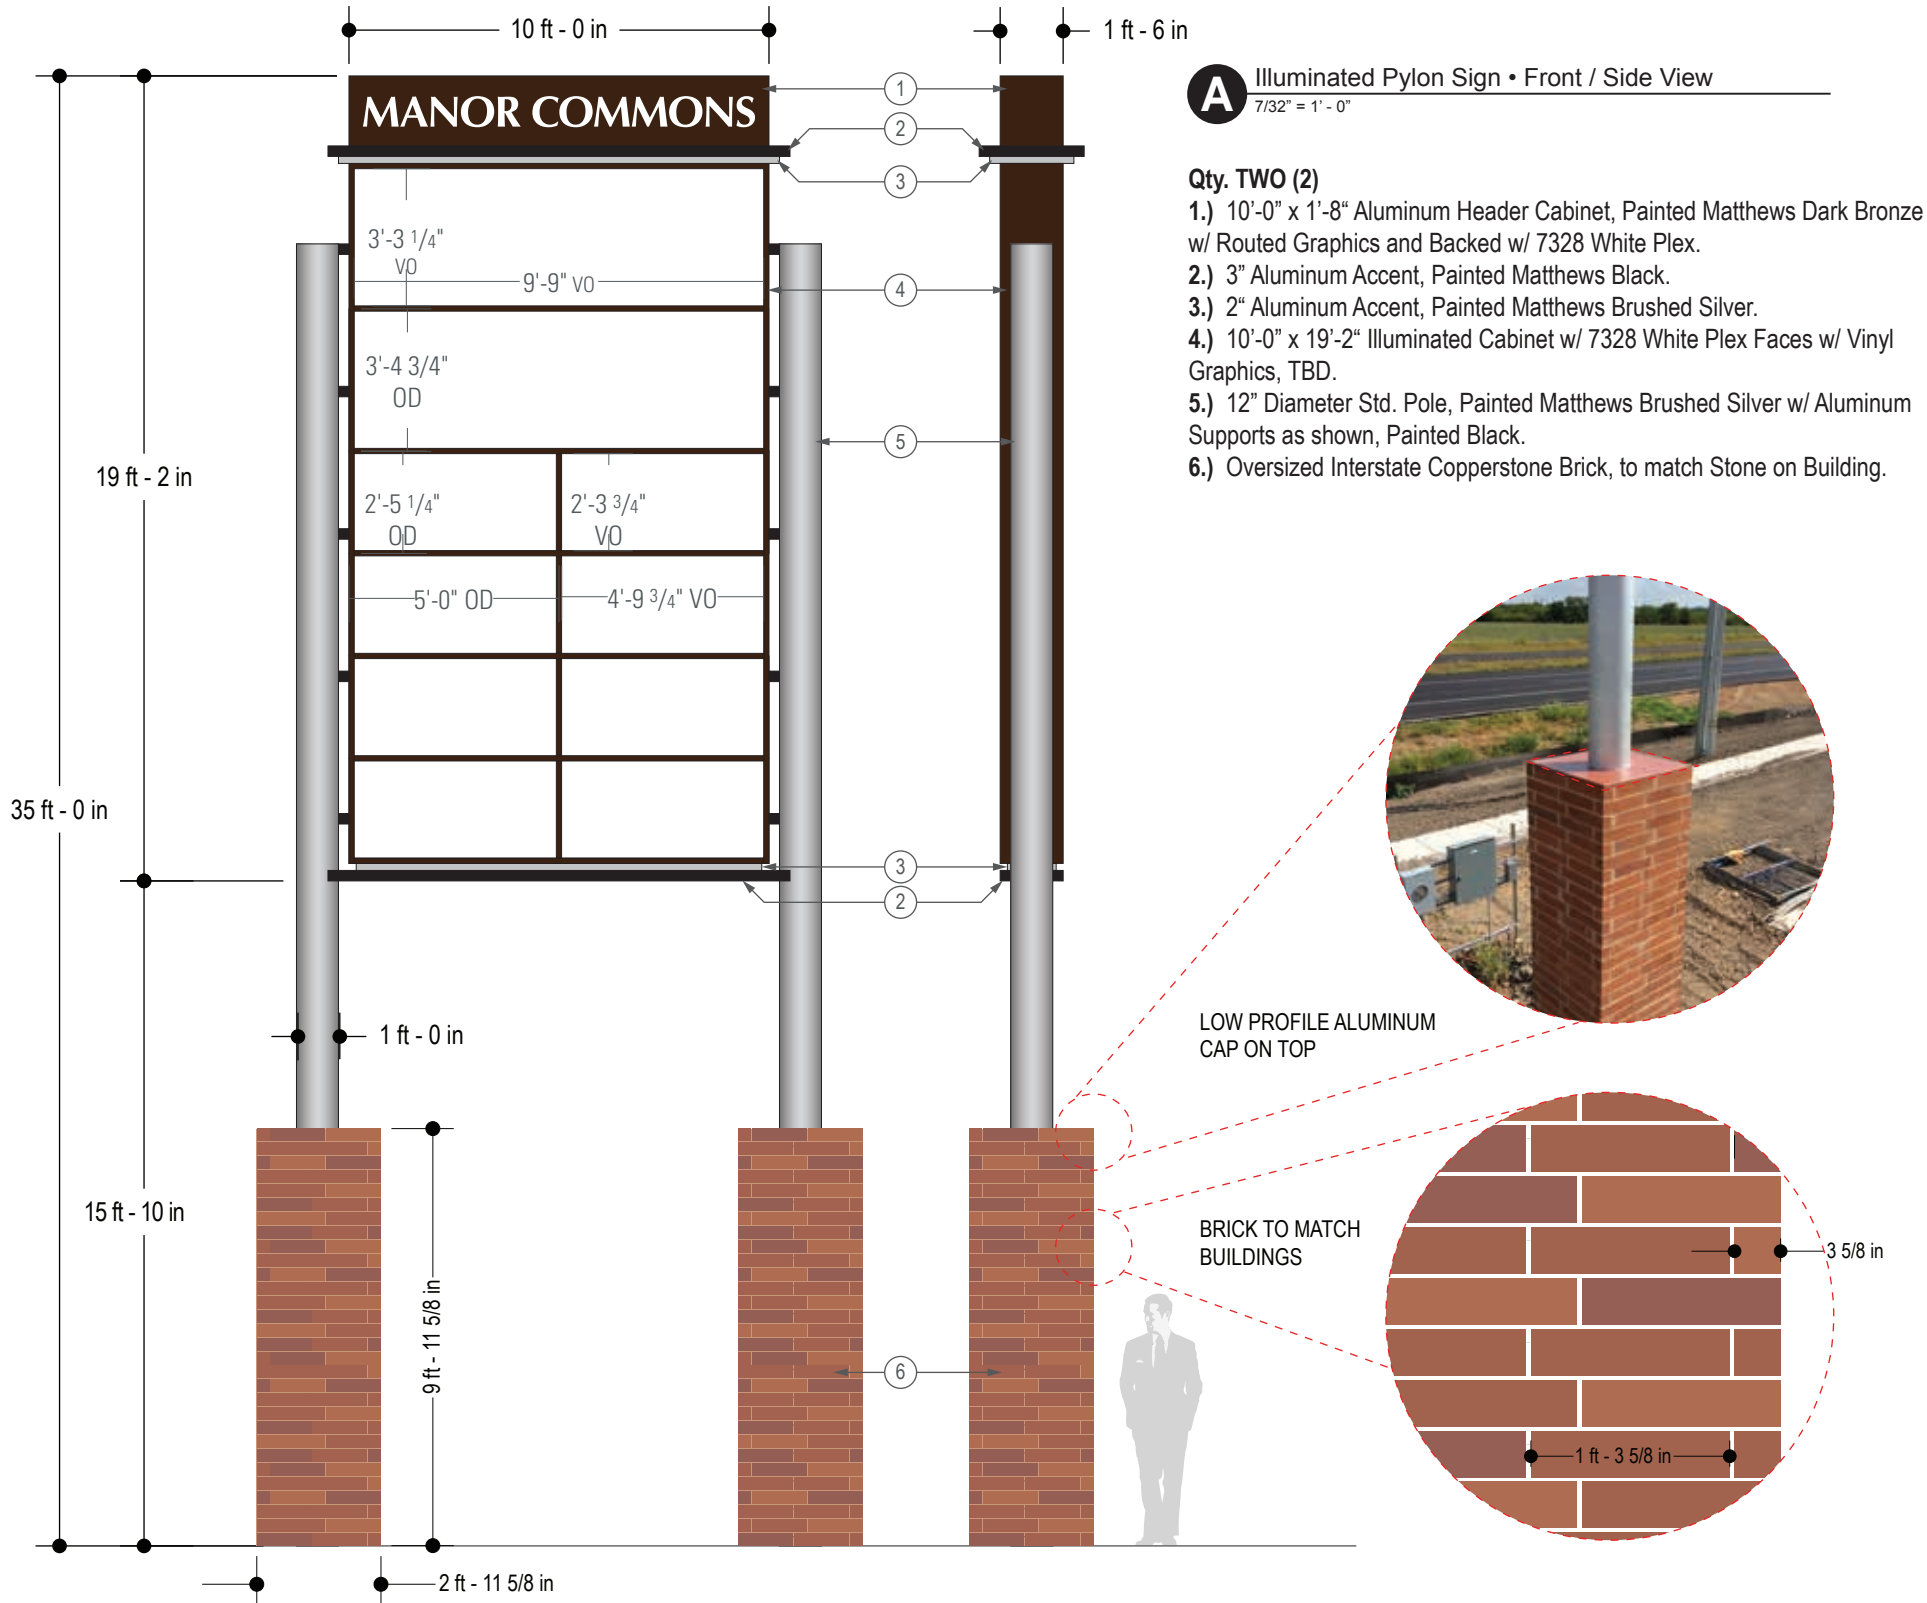 10 ft - 0 in
1 ft - 6 in
A
Illuminated Pylon Sign • Front / Side View
7/32” = 1' - 0”
MANOR COMMONS
1
2
3
Qty. TWO (2)
1.) 10’-0” x 1’-8“ Aluminum Header Cabinet, Painted Matthews Dark Bronze
w/ Routed Graphics and Backed w/ 7328 White Plex.
2.) 3” Aluminum Accent, Painted Matthews Black.
3.) 2“ Aluminum Accent, Painted Matthews Brushed Silver.
4.) 10’-0” x 19’-2“ Illuminated Cabinet w/ 7328 White Plex Faces w/ Vinyl
Graphics, TBD.
5.) 12” Diameter Std. Pole, Painted Matthews Brushed Silver w/ Aluminum
Supports as shown, Painted Black.
6.) Oversized Interstate Copperstone Brick, to match Stone on Building.
3'-3 1/4"
VO
9'-9" VO
4
3'-4 3/4"
OD
5
19 ft - 2 in
2'-5 1/4"
OD
2'-3 3/4"
VO
5'-0" OD
4'-9 3/4" VO
35 ft - 0 in
3
2
1 ft - 0 in
LOW PROFILE ALUMINUM
CAP ON TOP
15 ft - 10 in
9 ft - 11 5/8 in
BRICK TO MATCH
BUILDINGS
3 5/8 in
6
1 ft - 3 5/8 in
2 ft - 11 5/8 in